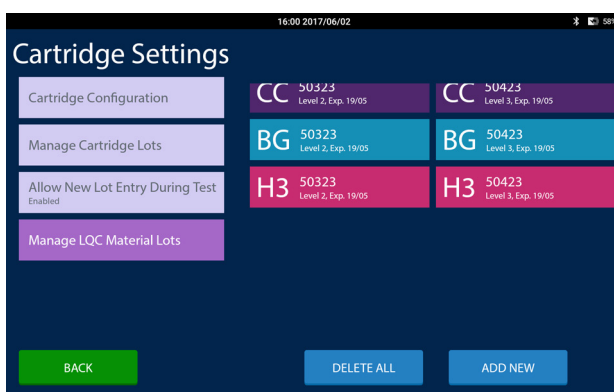 16:00 2017/06/02
58%
Cartridge Settings
Cartridge Configuration
Manage Cartridge Lots
Allow New Lot Entry During Test
Enabled
Manage LQC Material Lots
CC 50323
Level 2, Exp. 19/05
CC 50423
Level 3, Exp. 19/05
BG 50323
Level 2, Exp. 19/05
BG 50423
Level 3, Exp. 19/05
H3 50323
Level 2, Exp. 19/05
H3 50423
Level 3, Exp. 19/05
BACK
DELETE ALL
ADD NEW